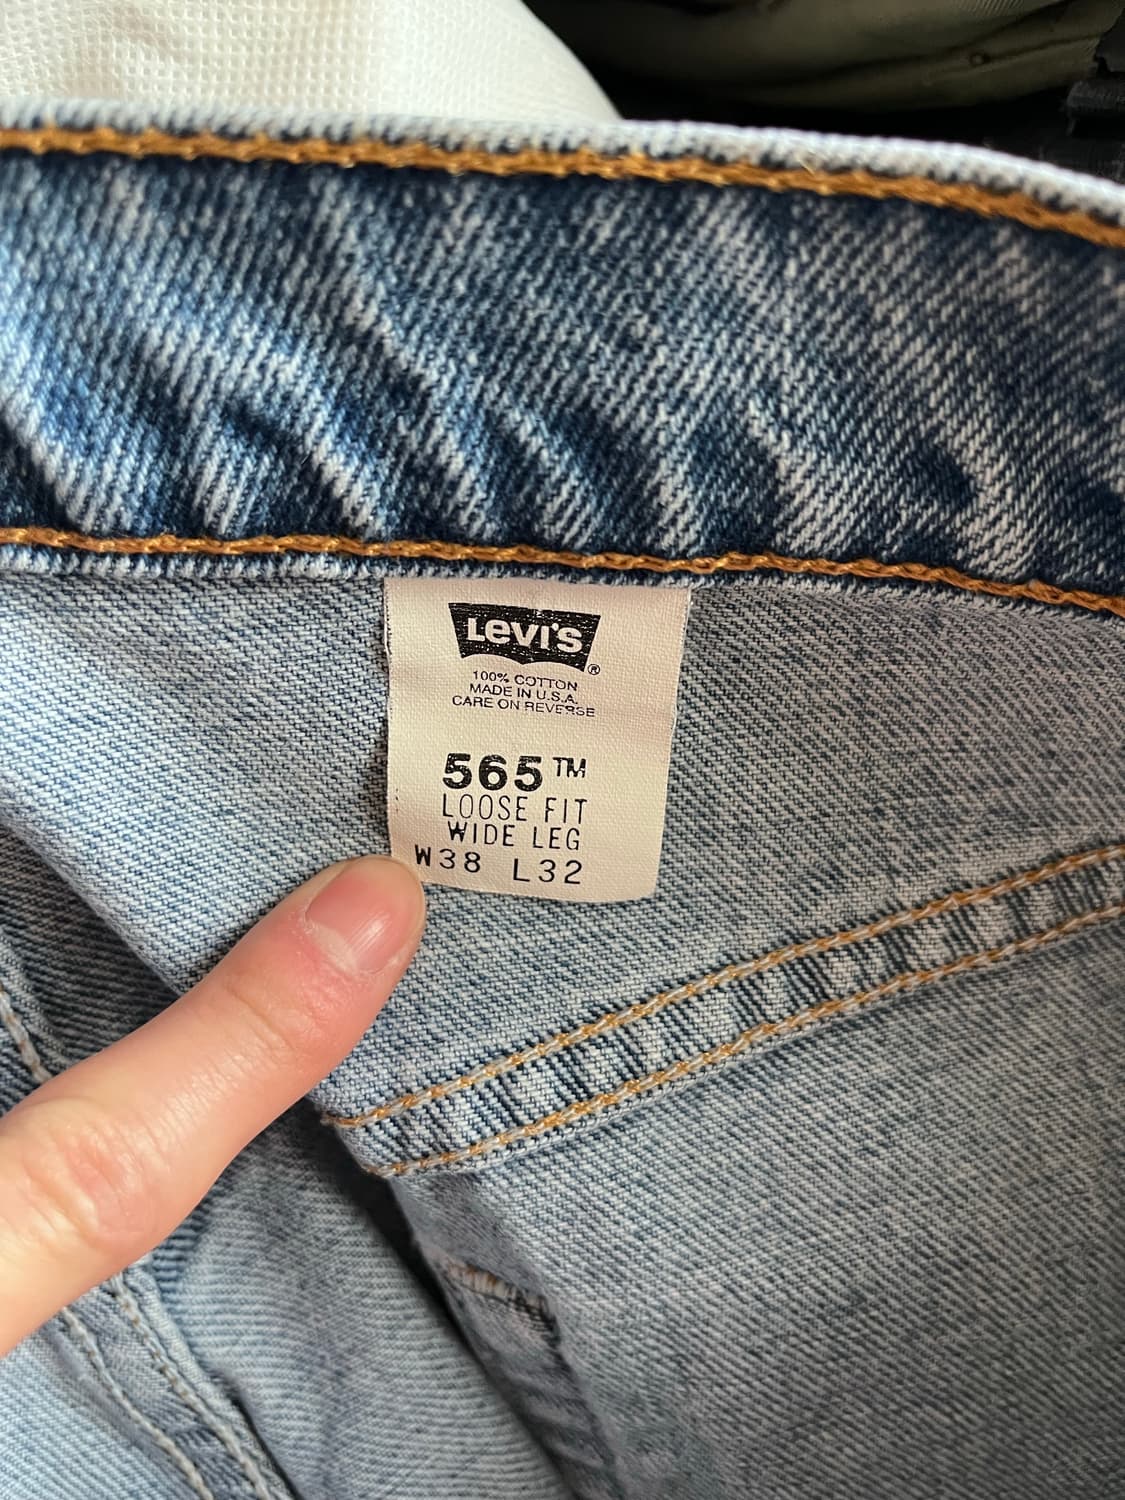 LEVI'S®
100% COTTON
MADE IN U.S.A.
CARE ON REVERSE
565™
LOOSE FIT
WIDE LEG
W38 L32